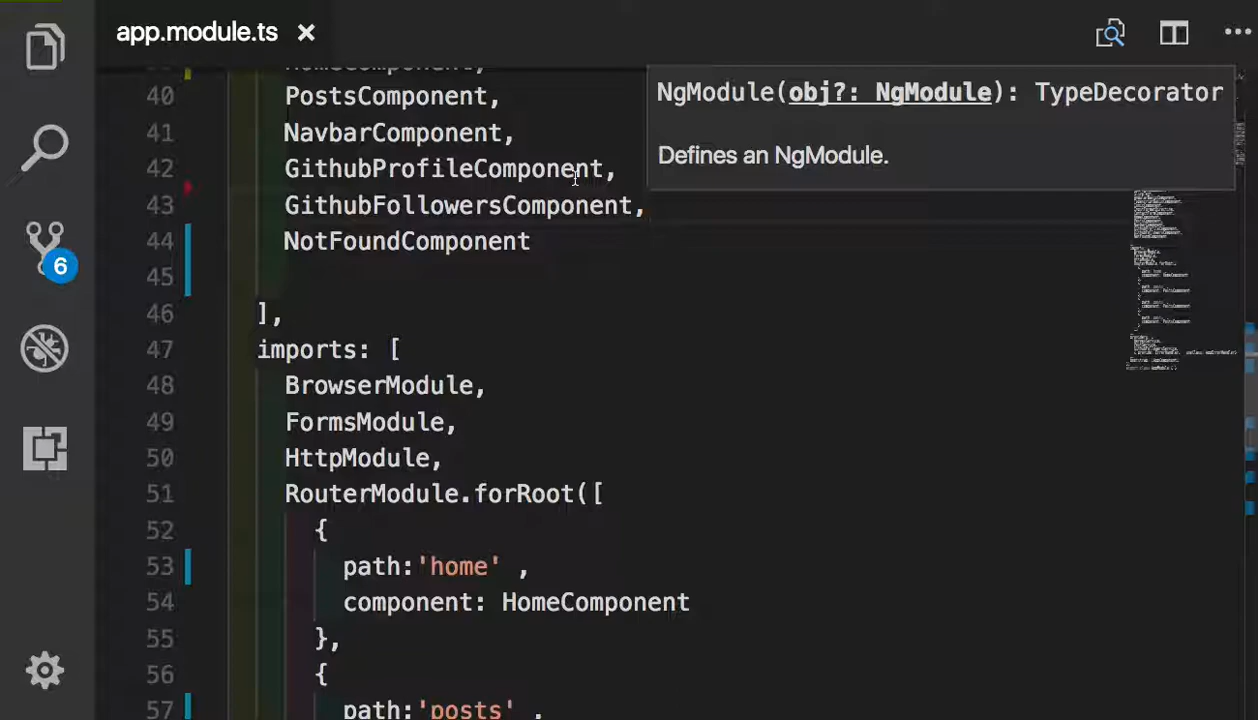 app.module.ts
NgModule(obj?: NgModule): TypeDecorator
Defines an NgModule.
40 PostsComponent,
41 NavbarComponent,
42 GithubProfileComponent,
43 GithubFollowersComponent,
44 NotFoundComponent
45
46 ],
47 imports: [
48 BrowserModule,
49 FormsModule,
50 HttpModule,
51 RouterModule.forRoot([
52 {
53 path:'home' ,
54 component: HomeComponent
55 },
56 {
57 path:'posts' ,
6